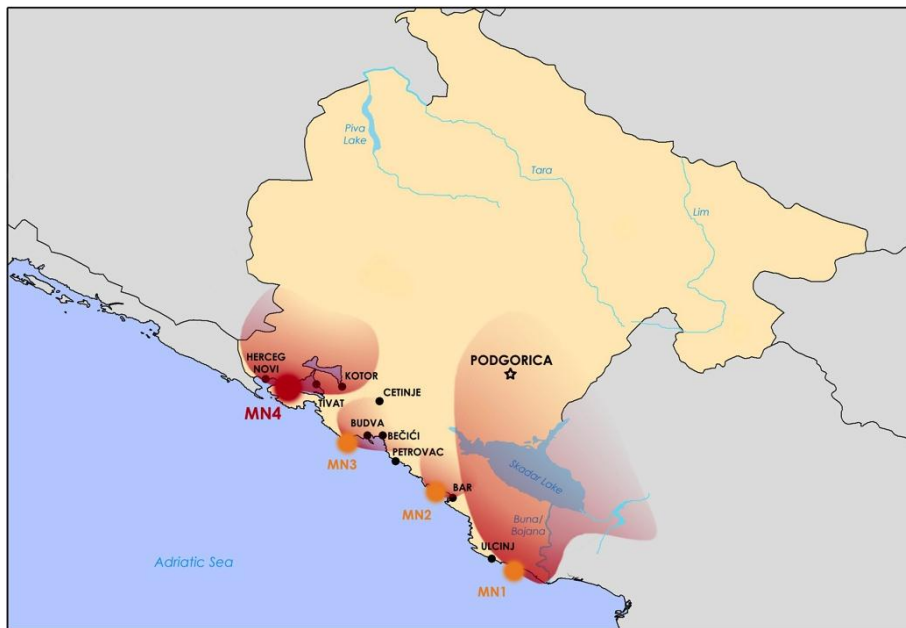 Piva
Lake
Tara
Lim
HERCEG
NOVI
KOTOR
TIVAT
MN4
PODGORICA
CETINJE
BUDVA
BEČIĆI
MN3
PETROVAC
Skadar Lake
BAR
MN2
Buna/
Bojana
ULCINJ
Adriatic Sea
MN1